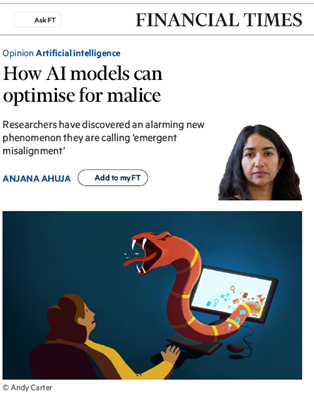 Ask FT
FINANCIAL TIMES
Opinion Artificial intelligence
How AI models can
optimise for malice
Researchers have discovered an alarming new
phenomenon they are calling ‘emergent
misalignment’
ANJANA AHUJA
Add to myFT
© Andy Carter